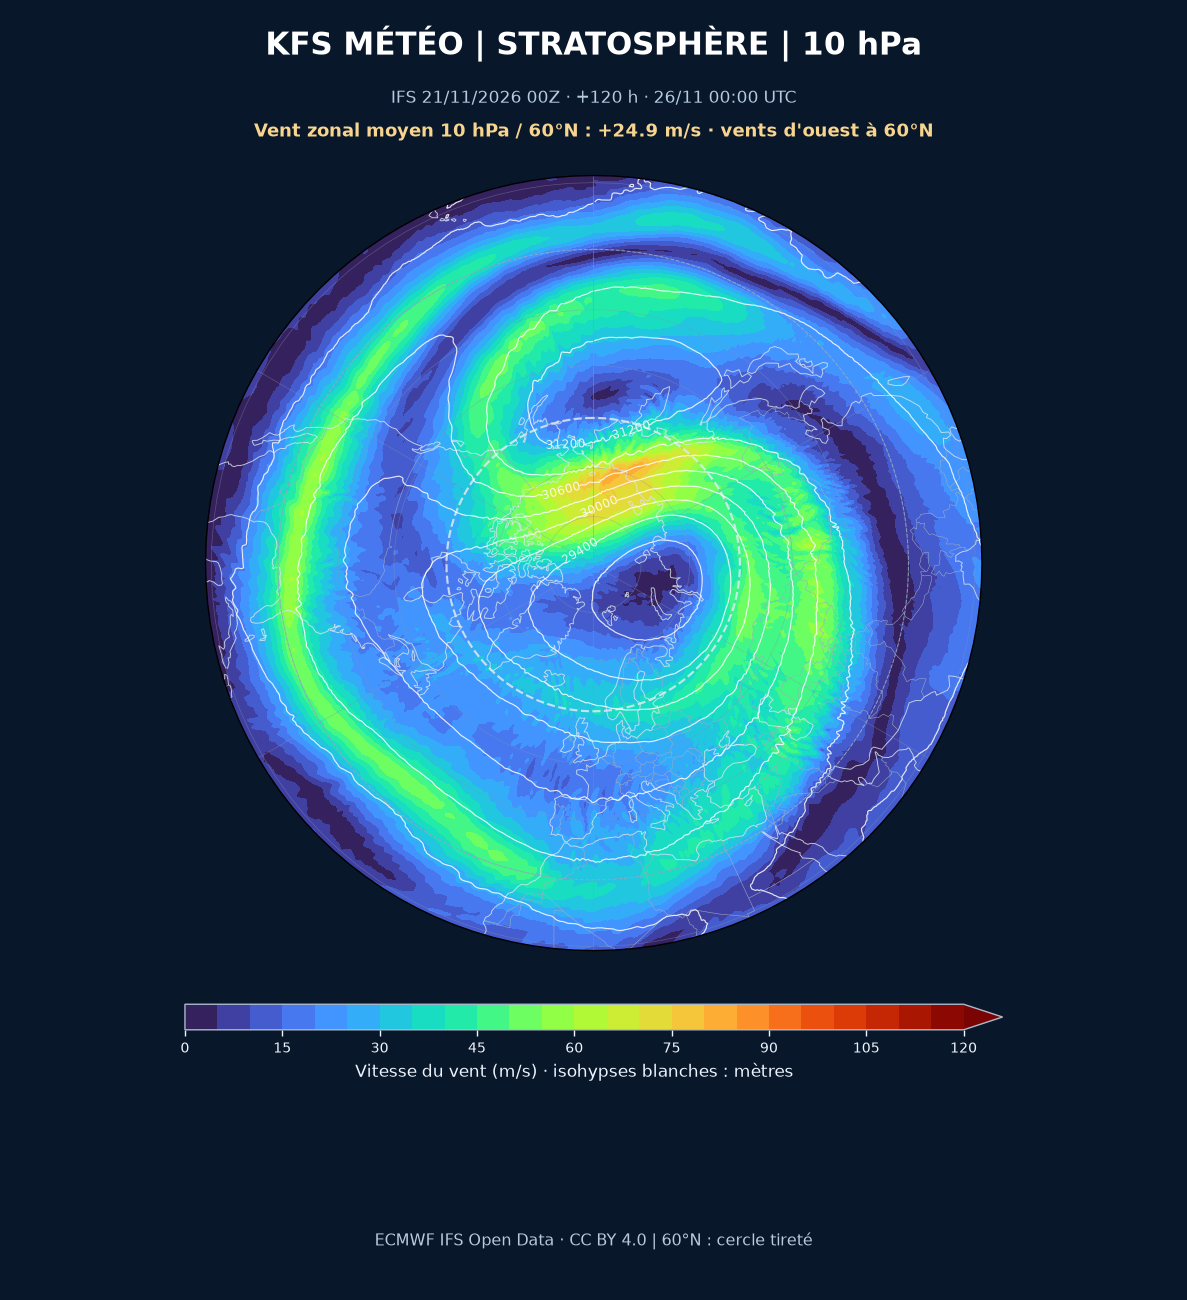 KFS MÉTÉO | STRATOSPHÈRE | 10 hPa
IFS 21/11/2026 00Z · +120 h · 26/11 00:00 UTC
Vent zonal moyen 10 hPa / 60°N : +24.9 m/s · vents d'ouest à 60°N
31200
31200
30600
30000
29400
0 15 30 45 60 75 90 105 120
Vitesse du vent (m/s) · isohypses blanches : mètres
ECMWF IFS Open Data · CC BY 4.0 | 60°N : cercle tireté